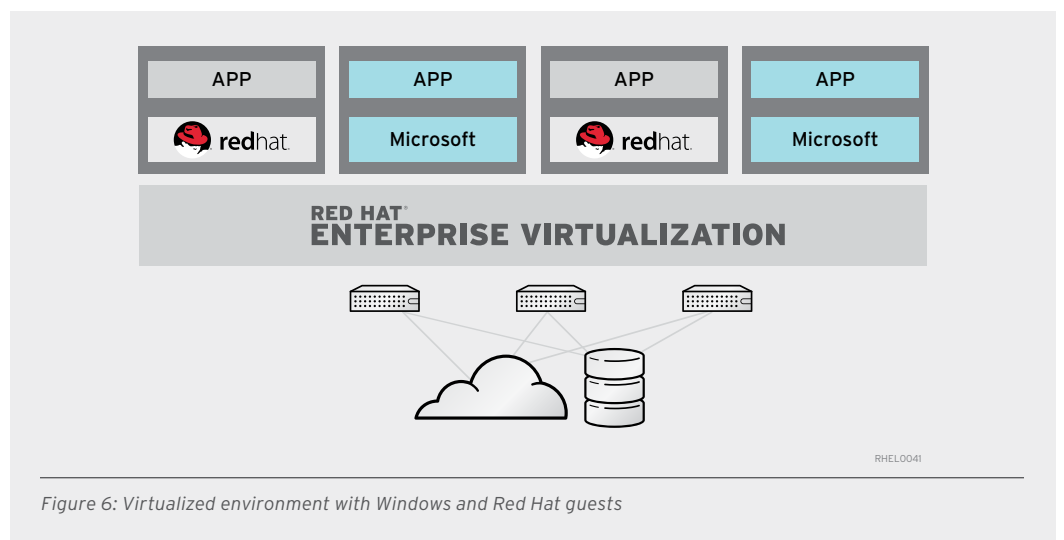 APP APP APP APP
redhat. Microsoft redhat. Microsoft
RED HAT®
ENTERPRISE VIRTUALIZATION
RHEL0041
Figure 6: Virtualized environment with Windows and Red Hat guests